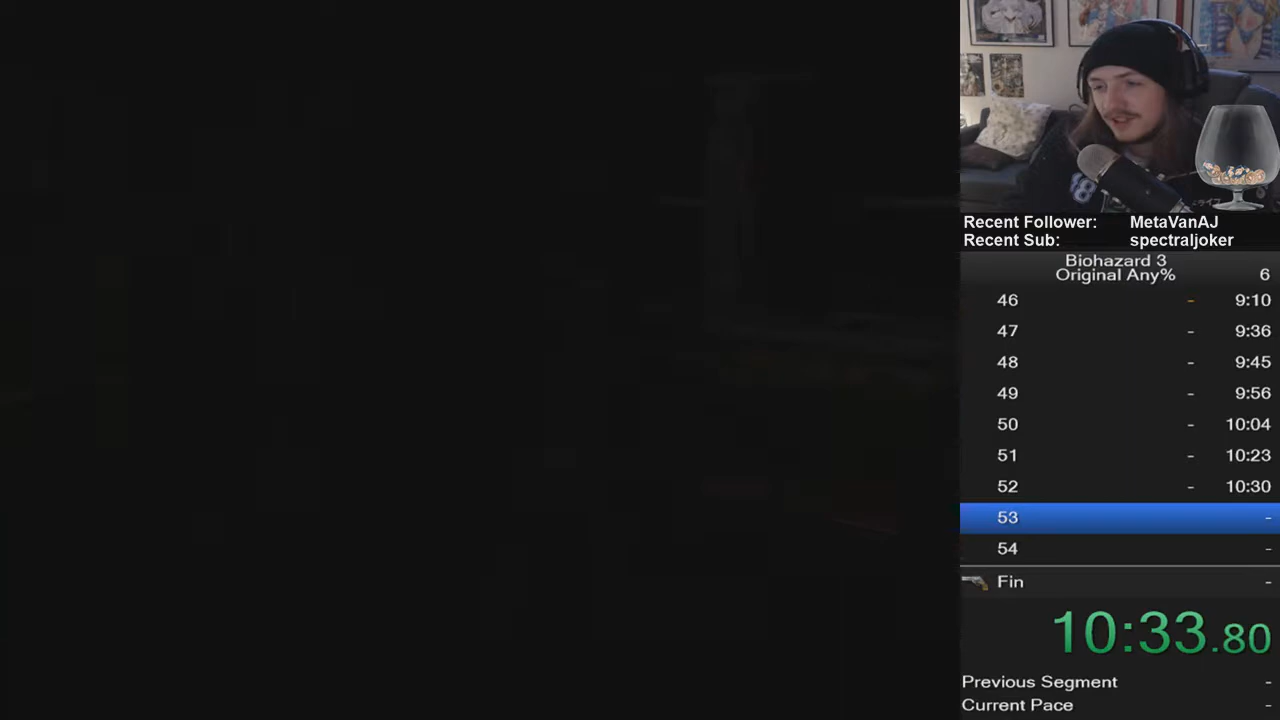 Recent Follower: MetaVanAJ
Recent Sub: spectraljoker
Biohazard 3
Original Any% 6
46 - 9:10
47 - 9:36
48 - 9:45
49 - 9:56
50 - 10:04
51 - 10:23
52 - 10:30
53 -
54 -
Fin -
10:33.80
Previous Segment -
Current Pace -